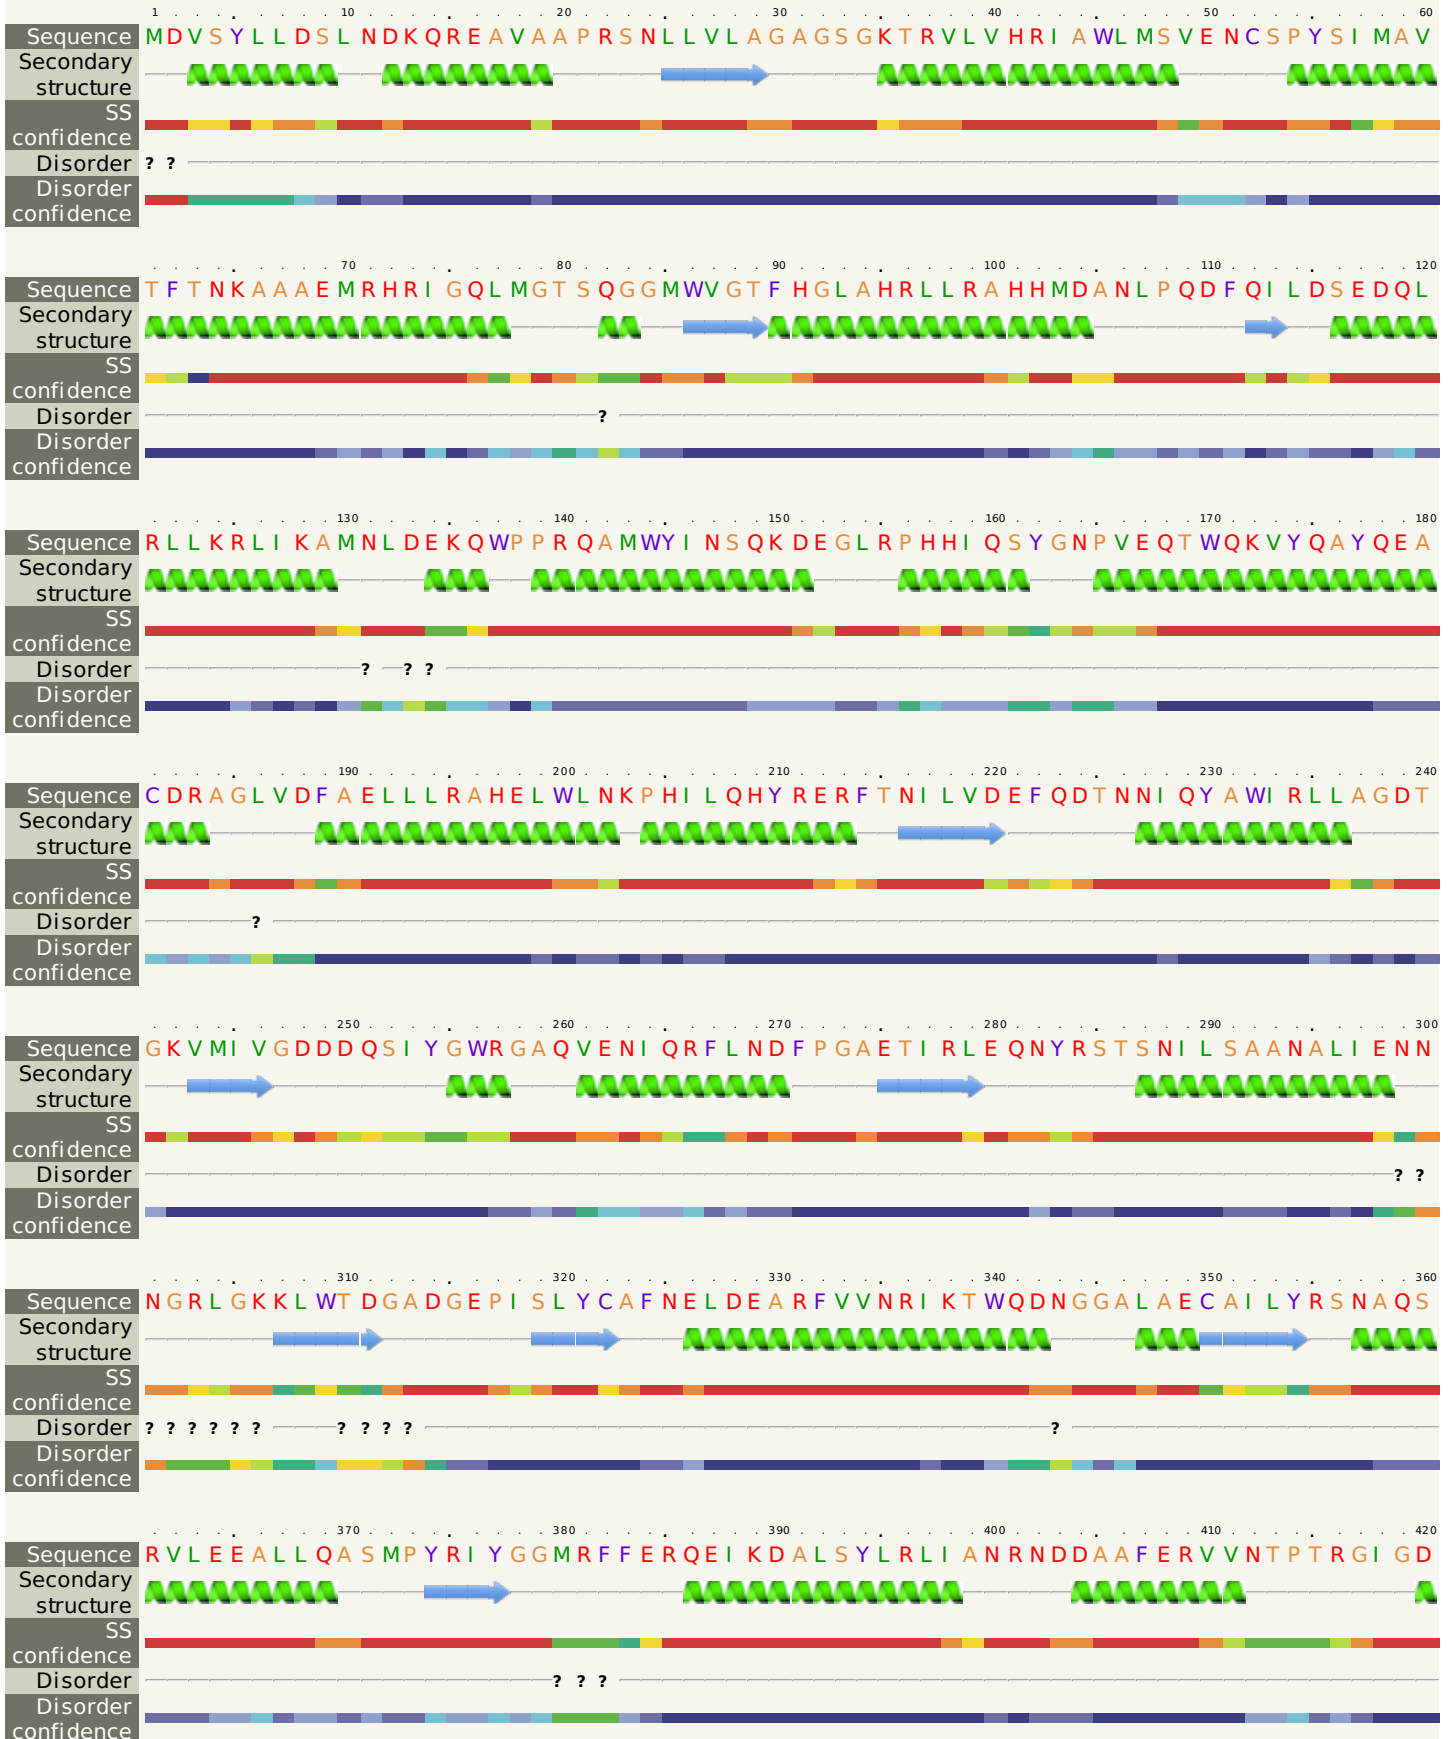 1 10 20 30 40 50 60
Sequence MDVSYLLDSLNDKQREAVAAPRSNLLVLAGAGSGKTRVLVHRIAWLMSVENCSPYSIMAV
Secondary
structure
SS
confidence
Disorder ? ?
Disorder
confidence
70 80 90 100 110 120
Sequence TFTNKAAAEMRHRIGQLMGTSQGGMWVGTFHGLAHRLLRAHHMDANLPQDFQILDSEDQL
Secondary
structure
SS
confidence
Disorder ?
Disorder
confidence
130 140 150 160 170 180
Sequence RLLKRLIKAMNLDEKQWPPRQAMWYINSQKDEGLRPHHIQSYGNPVEQTWQKVYQAYQEA
Secondary
structure
SS
confidence
Disorder ? ? ?
Disorder
confidence
190 200 210 220 230 240
Sequence CDRAGLVDFAELLLRAHELWLNKPHILQHYRERFTNILVDEFQDTNNIQYAWIRLLAGDT
Secondary
structure
SS
confidence
Disorder ?
Disorder
confidence
250 260 270 280 290 300
Sequence GKVMIVGDDDQSIYGWRGAQVENIQRFLNDFPGAETIRLEQNYRSTSNILSAANALIENN
Secondary
structure
SS
confidence
Disorder ? ?
Disorder
confidence
310 320 330 340 350 360
Sequence NGRLGKKLWTDGADGEPISLYCAFNELDEARFVVNRIKTWQDNGGALAECAILYRSNAQS
Secondary
structure
SS
confidence
Disorder ? ? ? ? ? ? ? ? ? ? ?
Disorder
confidence
370 380 390 400 410 420
Sequence RVLEEALLQASMPYRIYGGMRFFERQEIKDALSYLRLIANRNDDAAFERVVNTPTRGIGD
Secondary
structure
SS
confidence
Disorder ? ? ?
Disorder
confidence